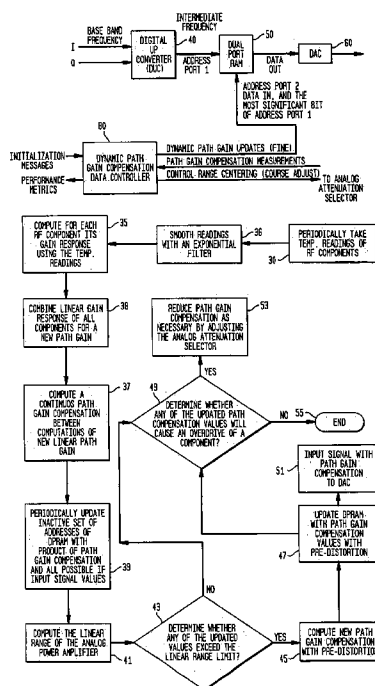 INTERMEDIATE
FREQUENCY
BASE BAND
FREQUENCY
40
50
60
I
Q
DIGITAL
UP
CONVERTER
(DUC)
ADDRESS
PORT 1
DUAL
PORT
RAM
DATA
OUT
DAC
ADDRESS PORT 2
DATA IN, AND THE
MOST SIGNIFICANT BIT
OF ADDRESS PORT 1
80
INITIALIZATION
MESSAGES
PERFORMANCE
METRICS
DYNAMIC PATH
GAIN COMPENSATION
DATA CONTROLLER
DYNAMIC PATH GAIN UPDATES (FINE)
PATH GAIN COMPENSATION MEASUREMENTS
CONTROL RANGE CENTERING (COURSE ADJUST)
TO ANALOG
ATTENUATION
SELECTOR
35
COMPUTE FOR EACH
RF COMPONENT ITS
GAIN RESPONSE
USING THE TEMP.
READINGS
36
SMOOTH READINGS
WITH AN EXPONENTIAL
FILTER
PERIODICALLY TAKE
TEMP. READINGS OF
RF COMPONENTS
30
38
COMBINE LINEAR GAIN
RESPONSE OF ALL
COMPONENTS FOR A
NEW PATH GAIN
53
REDUCE PATH GAIN
COMPENSATION AS
NECESSARY BY ADJUSTING
THE ANALOG ATTENUATION
SELECTOR
YES
37
COMPUTE A
CONTINUOS PATH
GAIN COMPENSATION
BETWEEN
COMPUTATIONS OF
NEW LINEAR PATH
GAIN
49
DETERMINE WHETHER
ANY OF THE UPDATED PATH
COMPENSATION VALUES WILL
CAUSE AN OVERDRIVE OF A
COMPONENT?
NO
55
END
51
INPUT SIGNAL WITH
PATH GAIN
COMPENSATION
TO DAC
PERIODICALLY UPDATE
INACTIVE SET OF
ADDRESSES OF
DPRAM WITH
PRODUCT OF PATH
GAIN COMPENSATION
AND ALL POSSIBLE IF
INPUT SIGNAL VALUES
39
UPDATE DPRAM
WITH PATH GAIN
COMPENSATION
VALUES WITH
PRE-DISTORTION
47
NO
43
COMPUTE THE LINEAR
RANGE OF THE ANALOG
POWER AMPLIFIER
41
DETERMINE WHETHER
ANY OF THE UPDATED
VALUES EXCEED THE
LINEAR RANGE LIMIT?
YES
COMPUTE NEW PATH
GAIN COMPENSATION
WITH PRE-DISTORTION
45